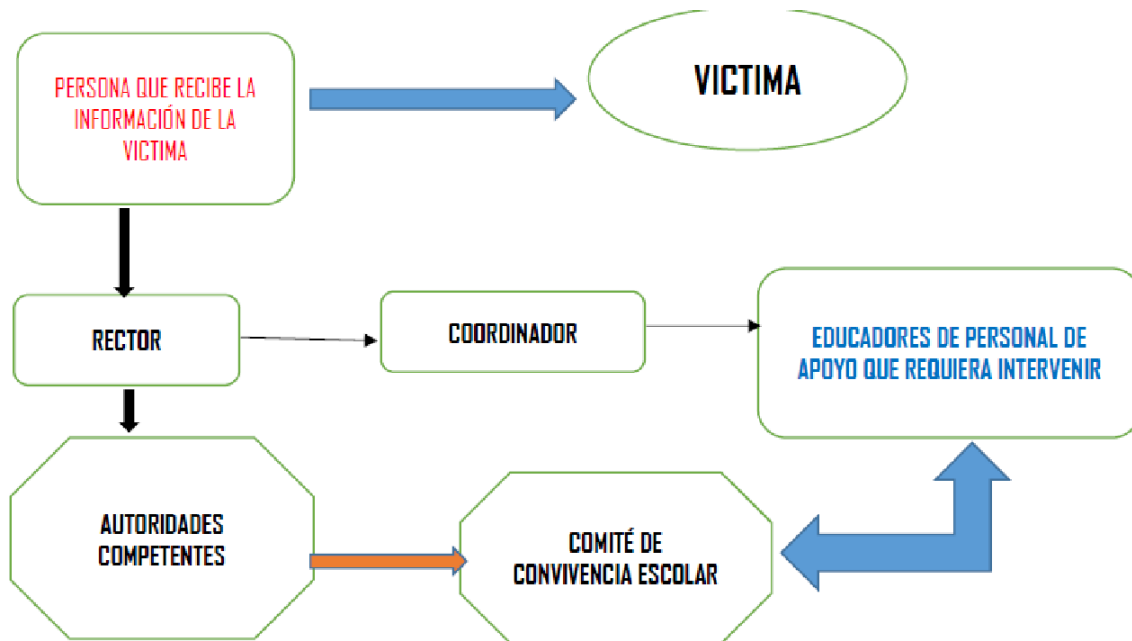 PERSONA QUE RECIBE LA
INFORMACIÓN DE LA
VICTIMA
VICTIMA
RECTOR
COORDINADOR
EDUCADORES DE PERSONAL DE
APOYO QUE REQUIERA INTERVENIR
AUTORIDADES
COMPETENTES
COMITÉ DE
CONVIVENCIA ESCOLAR